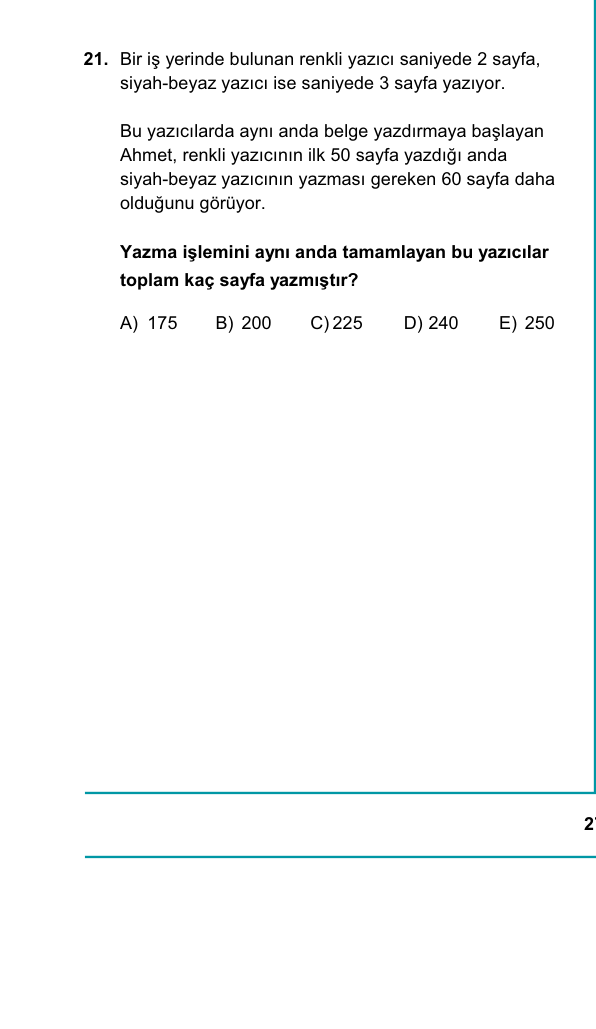 21. Bir iş yerinde bulunan renkli yazıcı saniyede 2 sayfa,
siyah-beyaz yazıcı ise saniyede 3 sayfa yazıyor.
Bu yazıcılarda aynı anda belge yazdırmaya başlayan
Ahmet, renkli yazıcının ilk 50 sayfa yazdığı anda
siyah-beyaz yazıcının yazması gereken 60 sayfa daha
olduğunu görüyor.
Yazma işlemini aynı anda tamamlayan bu yazıcılar
toplam kaç sayfa yazmıştır?
A) 175 B) 200 C) 225 D) 240 E) 250